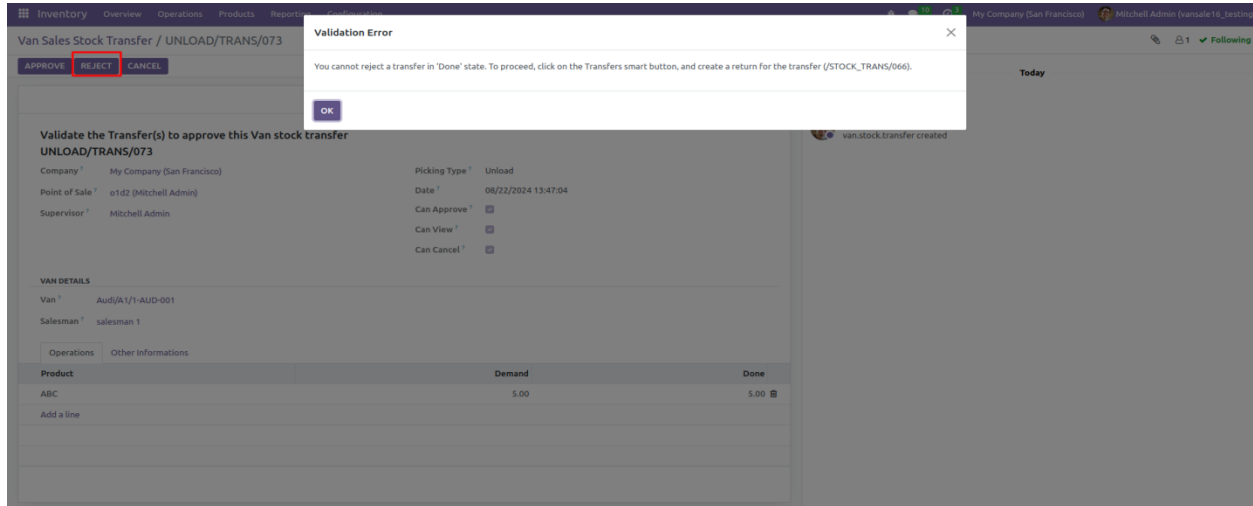 Inventory Overview Operations Products Reporting Configuration 10 3 My Company (San Francisco) Mitchell Admin (vansale16_testing
Van Sales Stock Transfer / UNLOAD/TRANS/073
1 Following
APPROVE REJECT CANCEL
Validation Error
You cannot reject a transfer in 'Done' state. To proceed, click on the Transfers smart button, and create a return for the transfer (/STOCK_TRANS/066).
OK
Today
van.stock.transfer created
Validate the Transfer(s) to approve this Van stock transfer
UNLOAD/TRANS/073
Company ? My Company (San Francisco)
Point of Sale ? o1d2 (Mitchell Admin)
Supervisor ? Mitchell Admin
Picking Type ? Unload
Date ? 08/22/2024 13:47:04
Can Approve ?
Can View ?
Can Cancel ?
VAN DETAILS
Van ? Audi/A1/1-AUD-001
Salesman ? salesman 1
Operations Other Informations
Product Demand Done
ABC 5.00 5.00
Add a line